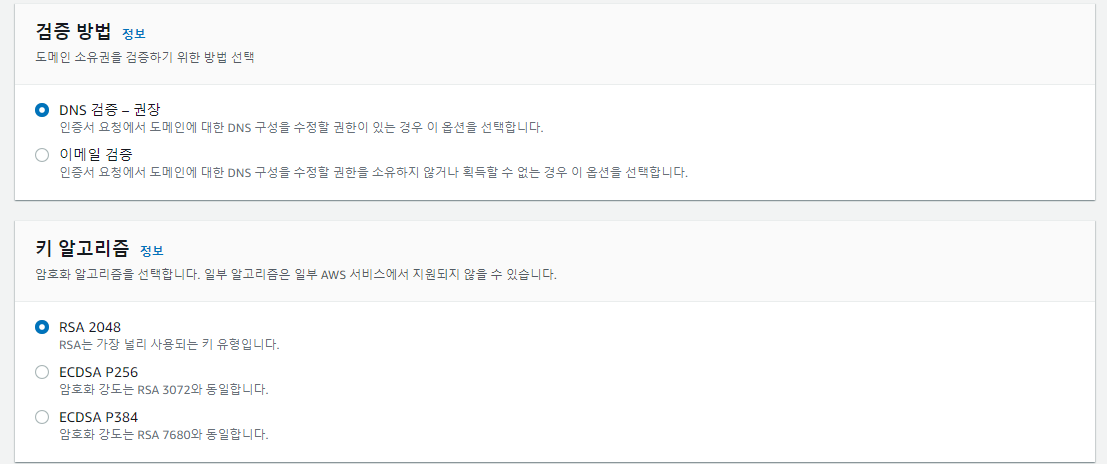 검증 방법 정보
도메인 소유권을 검증하기 위한 방법 선택
DNS 검증 – 권장
인증서 요청에서 도메인에 대한 DNS 구성을 수정할 권한이 있는 경우 이 옵션을 선택합니다.
이메일 검증
인증서 요청에서 도메인에 대한 DNS 구성을 수정할 권한을 소유하지 않거나 획득할 수 없는 경우 이 옵션을 선택합니다.
키 알고리즘 정보
암호화 알고리즘을 선택합니다. 일부 알고리즘은 일부 AWS 서비스에서 지원되지 않을 수 있습니다.
RSA 2048
RSA는 가장 널리 사용되는 키 유형입니다.
ECDSA P256
암호화 강도는 RSA 3072와 동일합니다.
ECDSA P384
암호화 강도는 RSA 7680와 동일합니다.